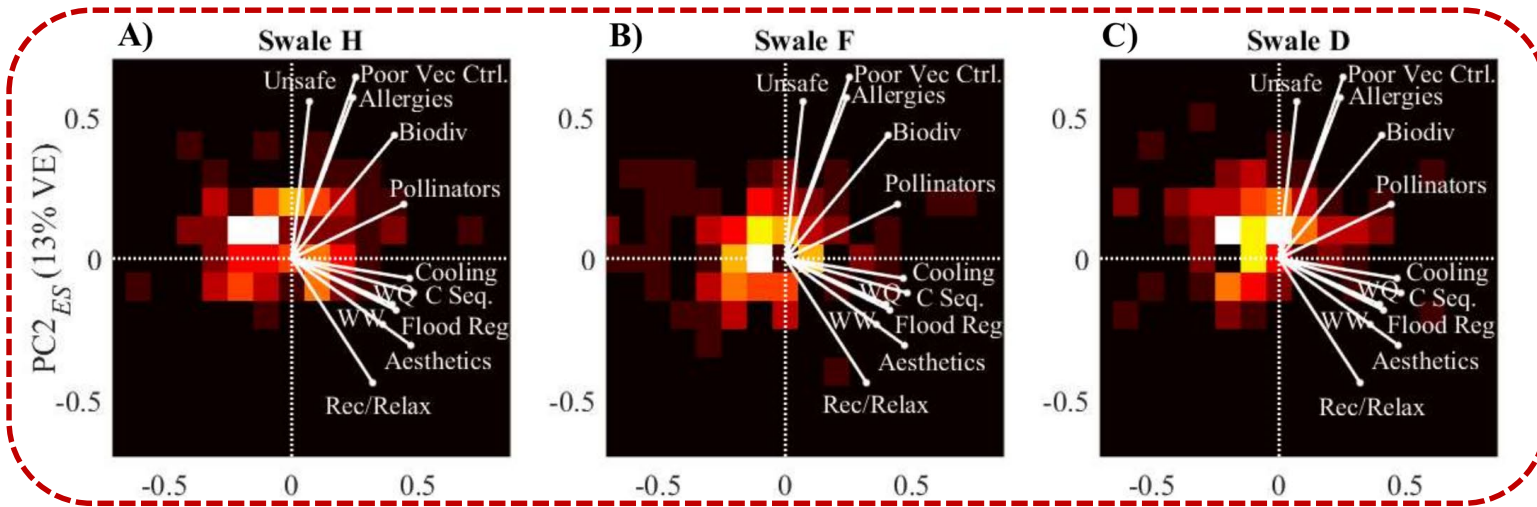 A) Swale H
B) Swale F
C) Swale D
PC2ES (13% VE)
0.5
0
-0.5
Unsafe
Poor Vec Ctrl.
Allergies
Biodiv
Pollinators
Cooling
WQ
C Seq.
WW
Flood Reg
Aesthetics
Rec/Relax
-0.5 0 0.5
0.5
0
-0.5
Unsafe
Poor Vec Ctrl.
Allergies
Biodiv
Pollinators
Cooling
WQ
C Seq.
WW
Flood Reg
Aesthetics
Rec/Relax
-0.5 0 0.5
0.5
0
-0.5
Unsafe
Poor Vec Ctrl.
Allergies
Biodiv
Pollinators
Cooling
WQ
C Seq.
WW
Flood Reg
Aesthetics
Rec/Relax
-0.5 0 0.5